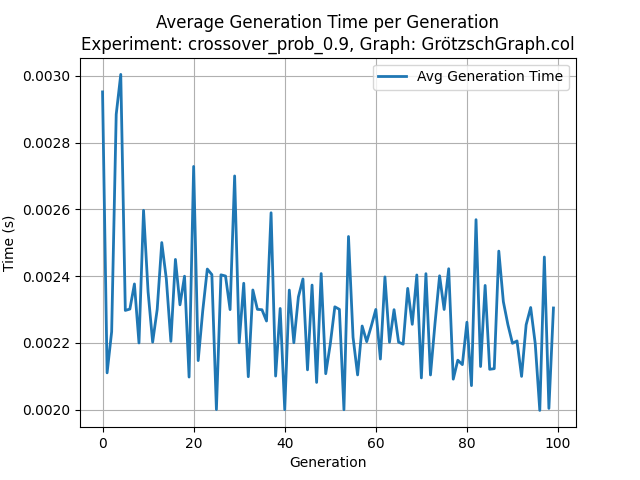 Average Generation Time per Generation
Experiment: crossover_prob_0.9, Graph: GrötzschGraph.col
Avg Generation Time
0.0030
0.0028
0.0026
0.0024
0.0022
0.0020
Time (s)
0 20 40 60 80 100
Generation